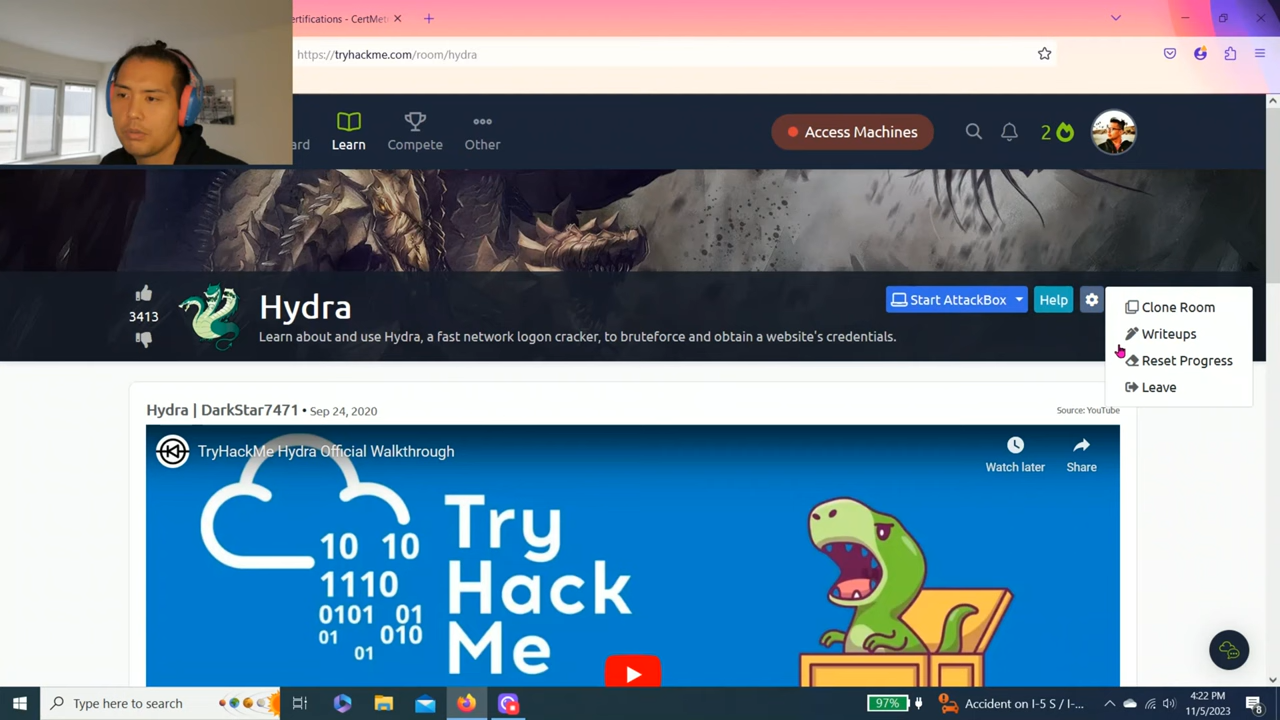 ertifications - CertMet
https://tryhackme.com/room/hydra
ard
Learn
Compete
Other
Access Machines
2
3413
Hydra
Learn about and use Hydra, a fast network logon cracker, to bruteforce and obtain a website's credentials.
Start AttackBox
Help
Clone Room
Writeups
Reset Progress
Leave
Hydra | DarkStar7471 • Sep 24, 2020
Source: YouTube
TryHackMe Hydra Official Walkthrough
Watch later
Share
Try
Hack
Me
10 10
1110
0101 01
01 010
01
Type here to search
97%
Accident on I-5 S / I-...
4:22 PM
11/5/2023
8